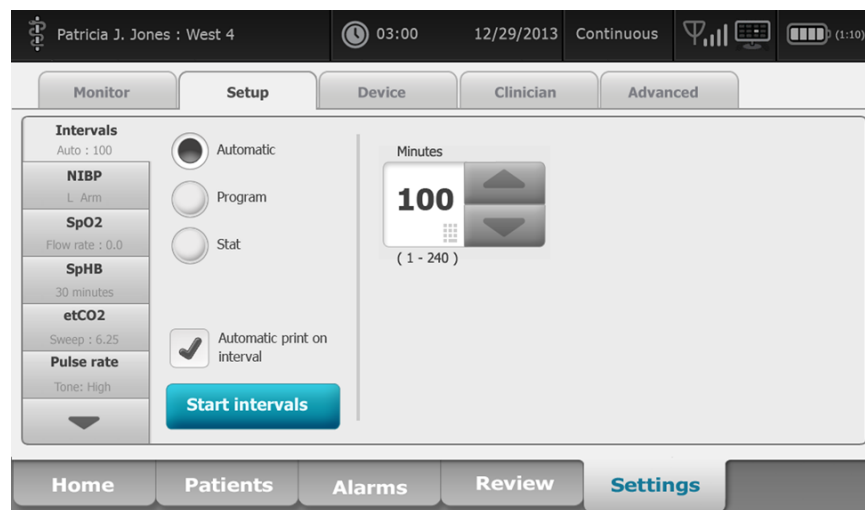 Patricia J. Jones : West 4
03:00
12/29/2013
Continuous
(1:10)
Monitor
Setup
Device
Clinician
Advanced
Intervals
Auto : 100
NIBP
L Arm
SpO2
Flow rate : 0.0
SpHB
30 minutes
etCO2
Sweep : 6.25
Pulse rate
Tone: High
Automatic
Program
Stat
Automatic print on
interval
Start intervals
Minutes
100
( 1 - 240 )
Home
Patients
Alarms
Review
Settings